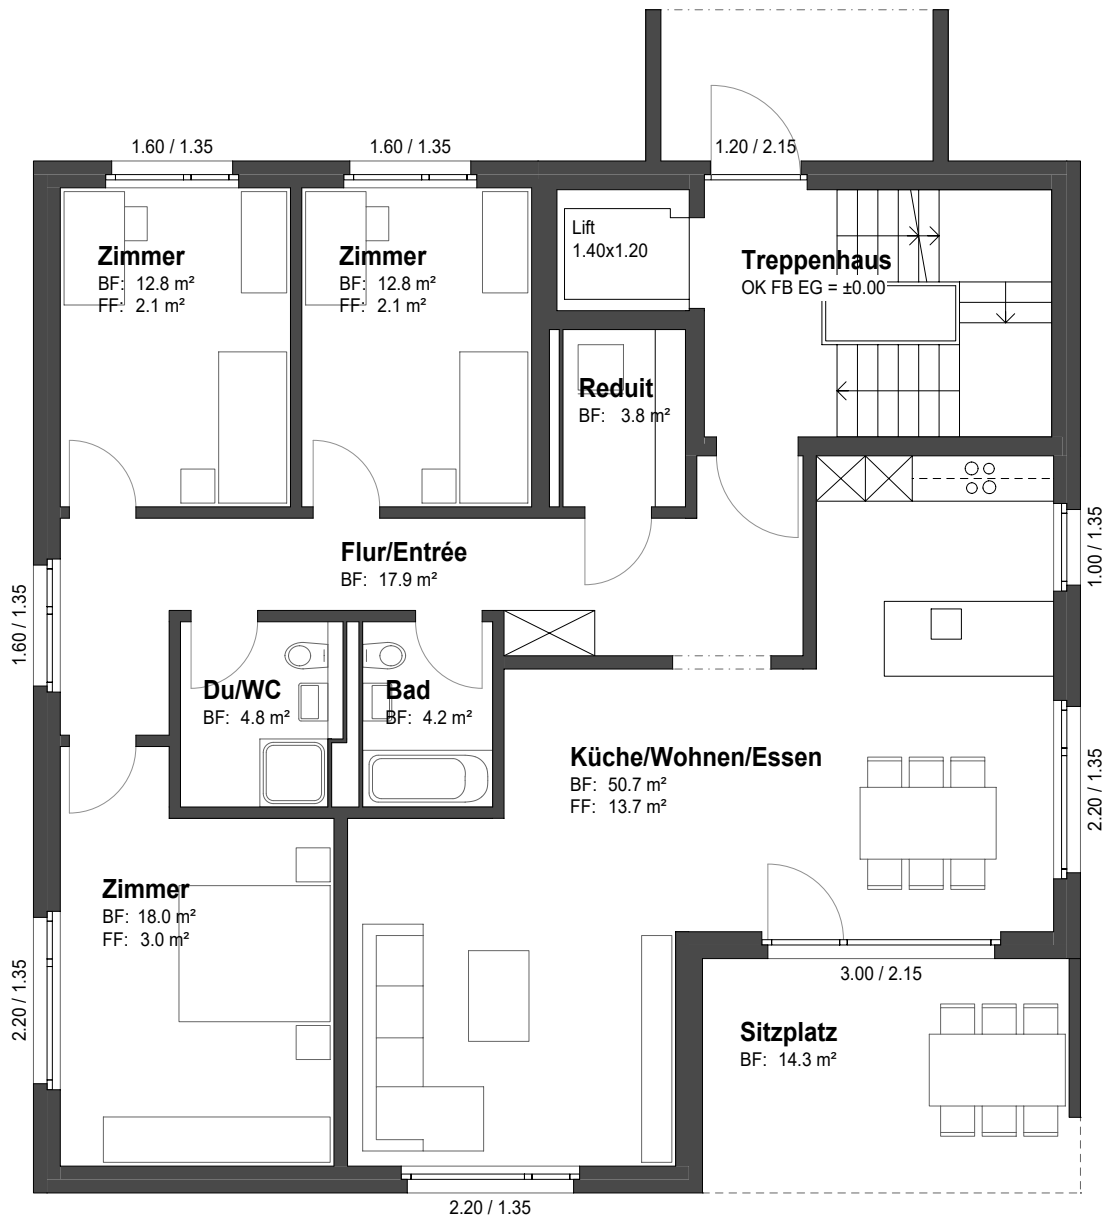 1.60 / 1.35
1.60 / 1.35
1.20 / 2.15
Lift
1.40x1.20
Zimmer
BF: 12.8 m²
FF: 2.1 m²
Zimmer
BF: 12.8 m²
FF: 2.1 m²
Treppenhaus
OK FB EG = ±0.00
Reduit
BF: 3.8 m²
Flur/Entrée
BF: 17.9 m²
1.00 / 1.35
1.60 / 1.35
Du/WC
BF: 4.8 m²
Bad
BF: 4.2 m²
Küche/Wohnen/Essen
BF: 50.7 m²
FF: 13.7 m²
2.20 / 1.35
Zimmer
BF: 18.0 m²
FF: 3.0 m²
2.20 / 1.35
3.00 / 2.15
Sitzplatz
BF: 14.3 m²
2.20 / 1.35